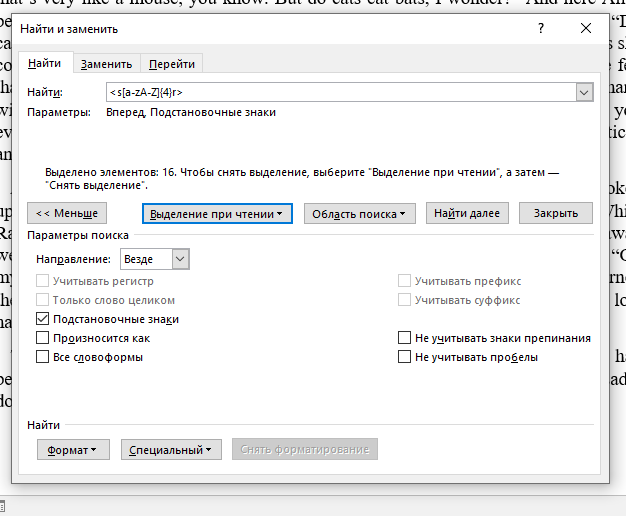 that's very like a mouse, you know. But do cats eat bats, I wonder?" And here Ali
Найти и заменить
? ×
Найти Заменить Перейти
Найти: <s[a-zA-Z]{4}r>
Параметры: Вперед, Подстановочные знаки
Выделено элементов: 16. Чтобы снять выделение, выберите "Выделение при чтении", а затем —
"Снять выделение".
<< Меньше Выделение при чтении Область поиска Найти далее Закрыть
Параметры поиска
Направление: Везде
Учитывать регистр Учитывать префикс
Только слово целиком Учитывать суффикс
Подстановочные знаки
Произносится как Не учитывать знаки препинания
Все словоформы Не учитывать пробелы
Найти
Формат Специальный Снять форматирование